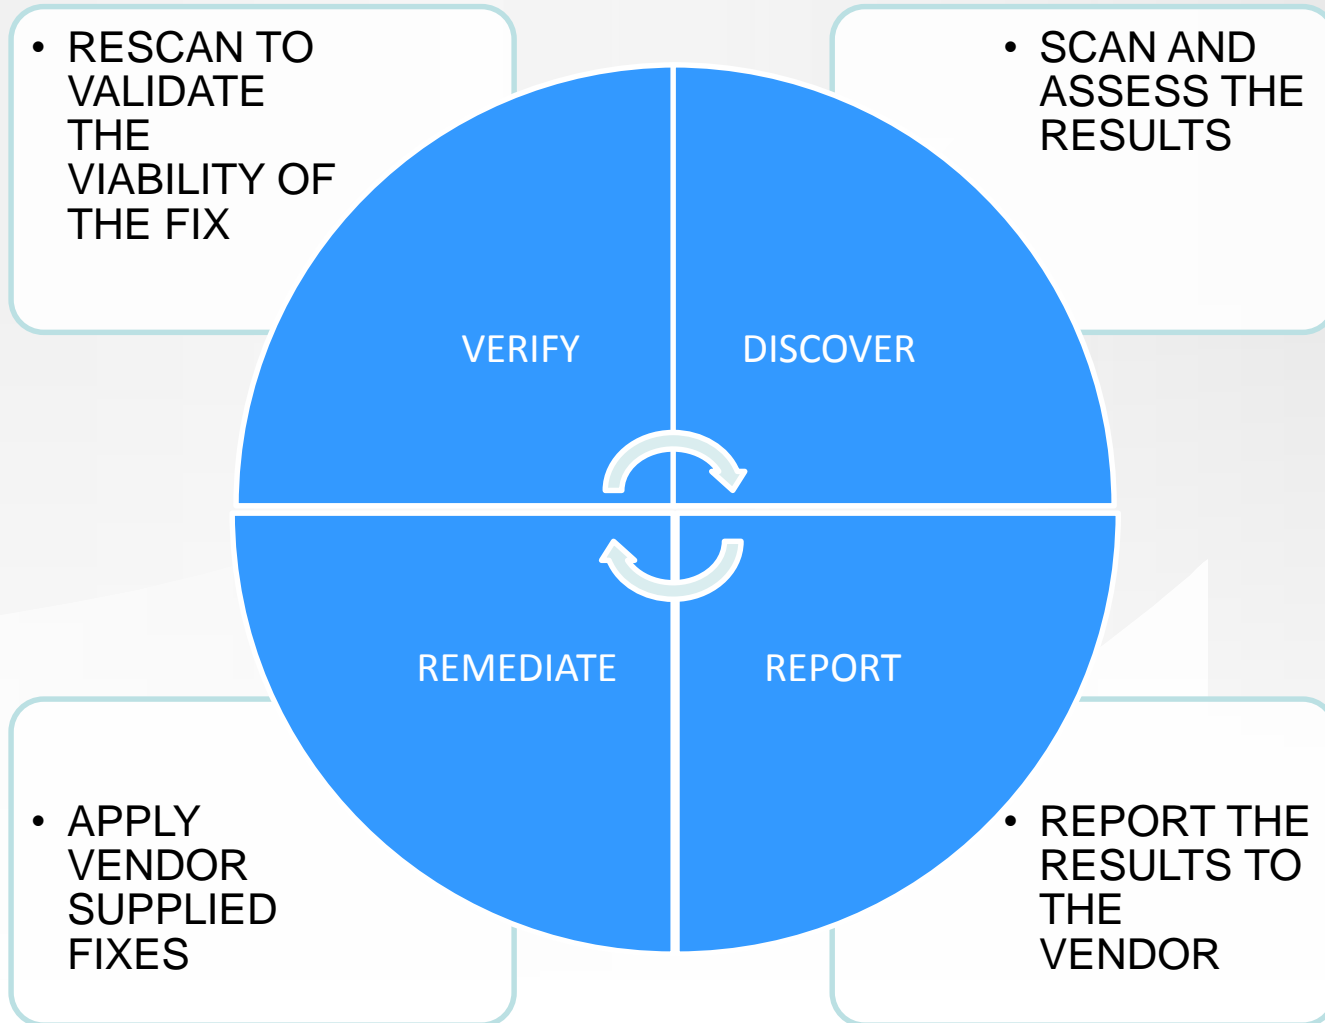 • RESCAN TO
VALIDATE
THE
VIABILITY OF
THE FIX
• SCAN AND
ASSESS THE
RESULTS
VERIFY
DISCOVER
REMEDIATE
REPORT
• APPLY
VENDOR
SUPPLIED
FIXES
• REPORT THE
RESULTS TO
THE
VENDOR